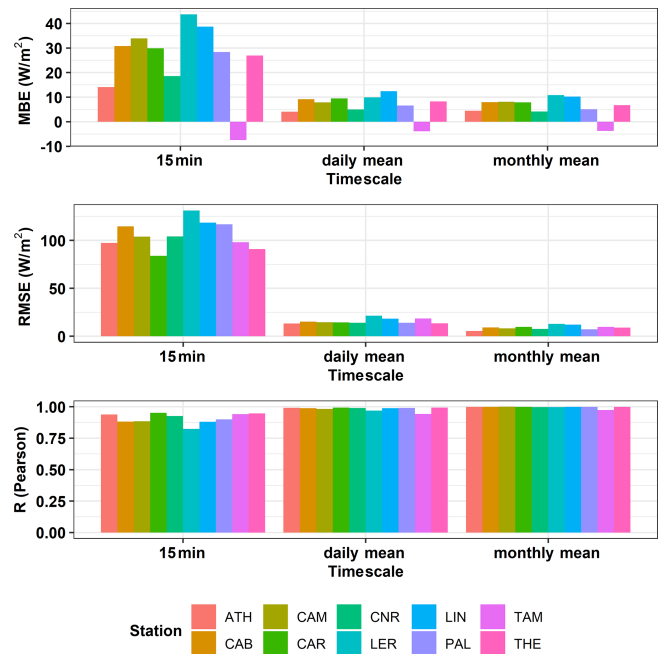 MBE (W/m²)
40
30
20
10
0
-10
15min daily mean monthly mean
Timescale
RMSE (W/m²)
100
50
0
15min daily mean monthly mean
Timescale
R (Pearson)
1.00
0.75
0.50
0.25
0.00
15min daily mean monthly mean
Timescale
Station
ATH CAM CNR LIN TAM
CAB CAR LER PAL THE